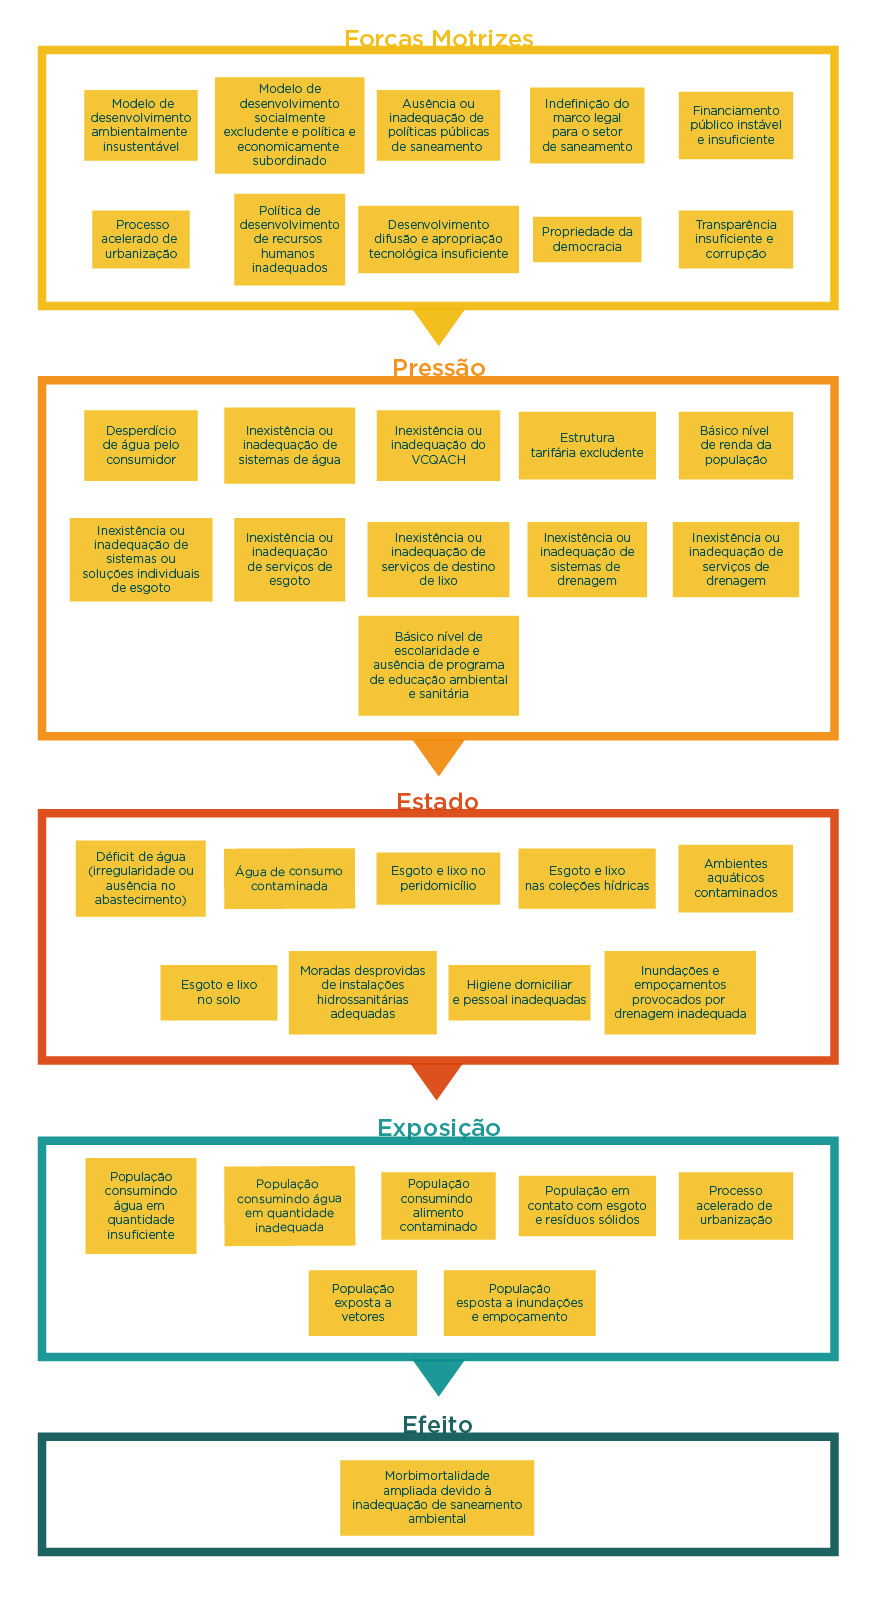 Forças Motrizes
Modelo de
desenvolvimento
ambientalmente
insustentável
Modelo de
desenvolvimento
socialmente
excludente e política e
economicamente
subordinado
Ausência ou
inadequação de
políticas públicas
de saneamento
Indefinição do
marco legal
para o setor
de saneamento
Financiamento
público instável
e insuficiente
Processo
acelerado de
urbanização
Política de
desenvolvimento
de recursos
humanos
inadequados
Desenvolvimento
difusão e apropriação
tecnológica insuficiente
Propriedade da
democracia
Transparência
insuficiente e
corrupção
Pressão
Desperdício
de água pelo
consumidor
Inexistência ou
inadequação de
sistemas de água
Inexistência ou
inadequação do
VCQACH
Estrutura
tarifária excludente
Básico nível
de renda da
população
Inexistência ou
inadequação de
sistemas ou
soluções individuais
de esgoto
Inexistência ou
inadequação
de serviços de
esgoto
Inexistência ou
inadequação de
serviços de destino
de lixo
Inexistência ou
inadequação de
sistemas de
drenagem
Inexistência ou
inadequação de
serviços de
drenagem
Básico nível de
escolaridade e
ausência de programa
de educação ambiental
e sanitária
Estado
Déficit de água
(irregularidade ou
ausência no
abastecimento)
Água de consumo
contaminada
Esgoto e lixo no
peridomicílio
Esgoto e lixo
nas coleções hídricas
Ambientes
aquáticos
contaminados
Esgoto e lixo
no solo
Moradas desprovidas
de instalações
hidrossanitárias
adequadas
Higiene domiciliar
e pessoal inadequadas
Inundações e
empoçamentos
provocados por
drenagem inadequada
Exposição
População
consumindo
água em
quantidade
insuficiente
População
consumindo água
em quantidade
inadequada
População
consumindo
alimento
contaminado
População em
contato com esgoto
e resíduos sólidos
Processo
acelerado de
urbanização
População
exposta a
vetores
População
esposta a inundações
e empoçamento
Efeito
Morbimortalidade
ampliada devido à
inadequação de saneamento
ambiental